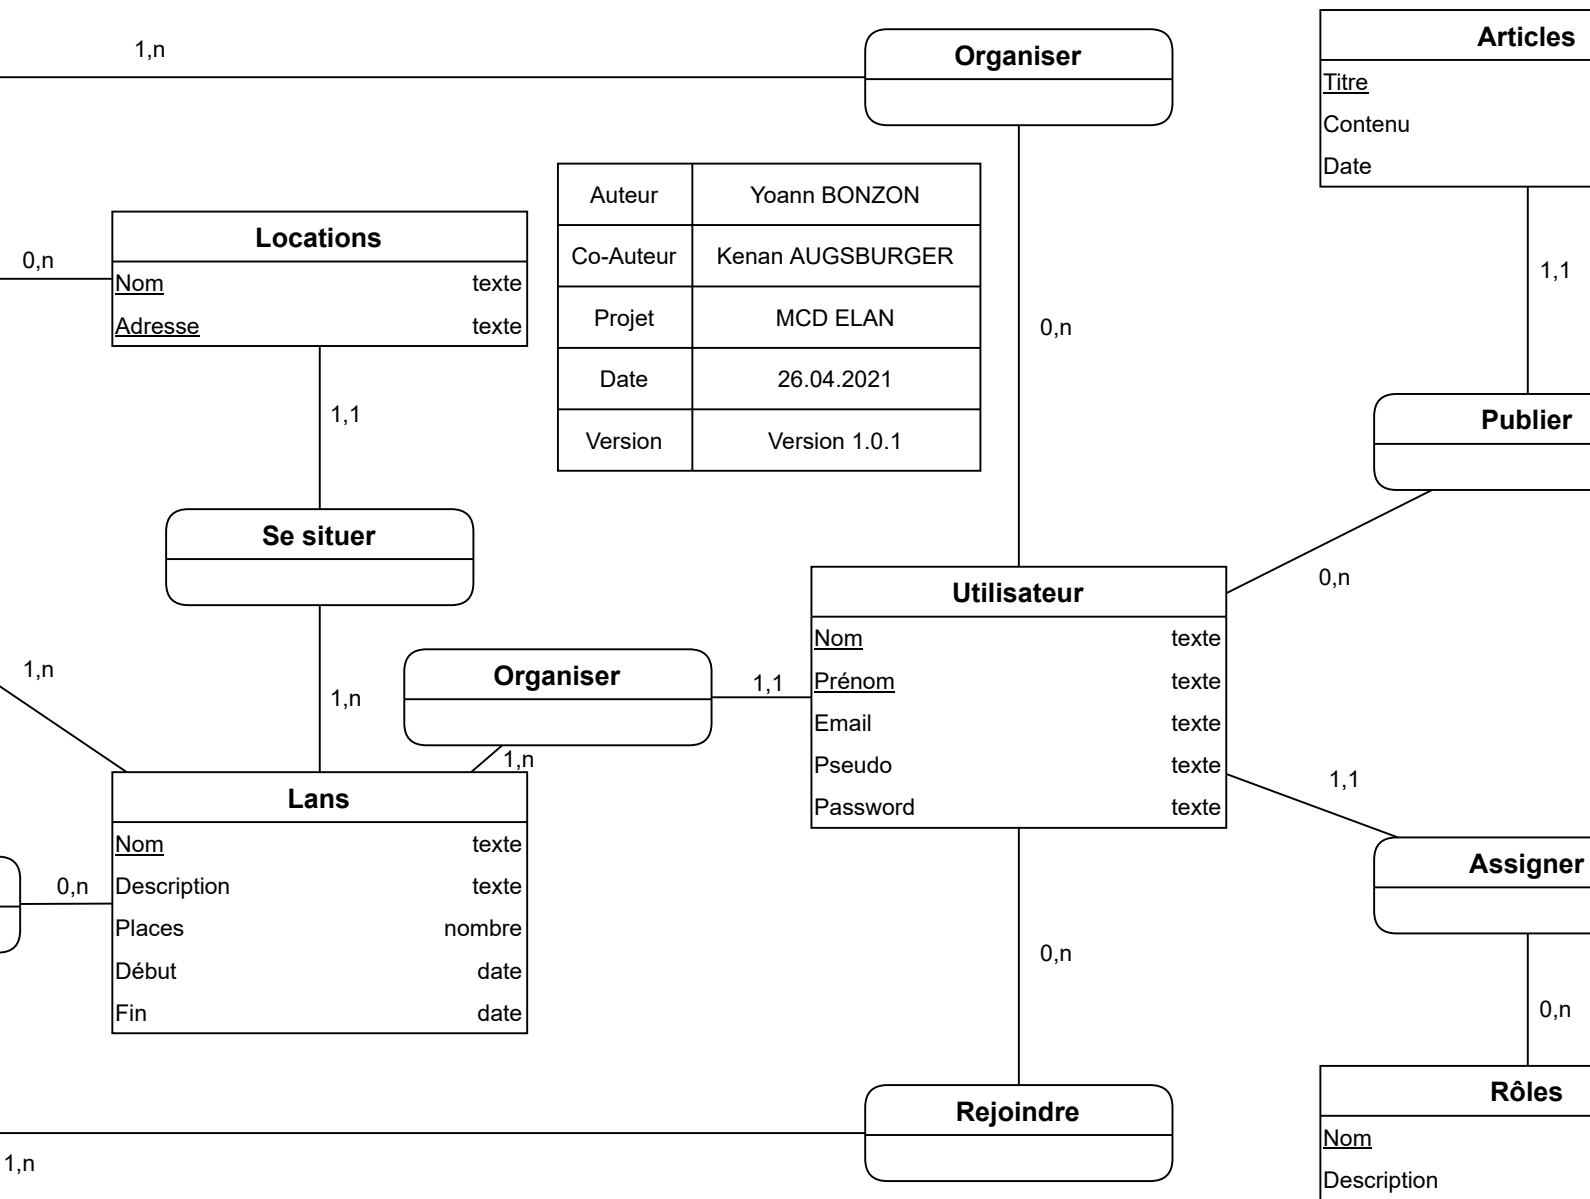 1,n
Organiser
Articles
Titre
Contenu
Date
Auteur Yoann BONZON
Co-Auteur Kenan AUGSBURGER
Projet MCD ELAN
Date 26.04.2021
Version Version 1.0.1
0,n
Locations
Nom texte
Adresse texte
1,1
0,n
1,1
Publier
Se situer
0,n
Utilisateur
Nom texte
Prénom texte
Email texte
Pseudo texte
Password texte
Organiser
1,1
1,n
1,n
1,n
Lans
Nom texte
Description texte
Places nombre
Début date
Fin date
0,n
1,1
Assigner
0,n
0,n
Rôles
Nom
Description
Rejoindre
1,n